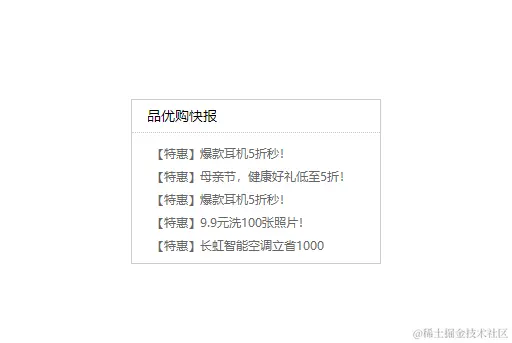 品优购快报
【特惠】爆款耳机5折秒！
【特惠】母亲节，健康好礼低至5折！
【特惠】爆款耳机5折秒！
【特惠】9.9元洗100张照片！
【特惠】长虹智能空调立省1000
@稀土掘金技术社区